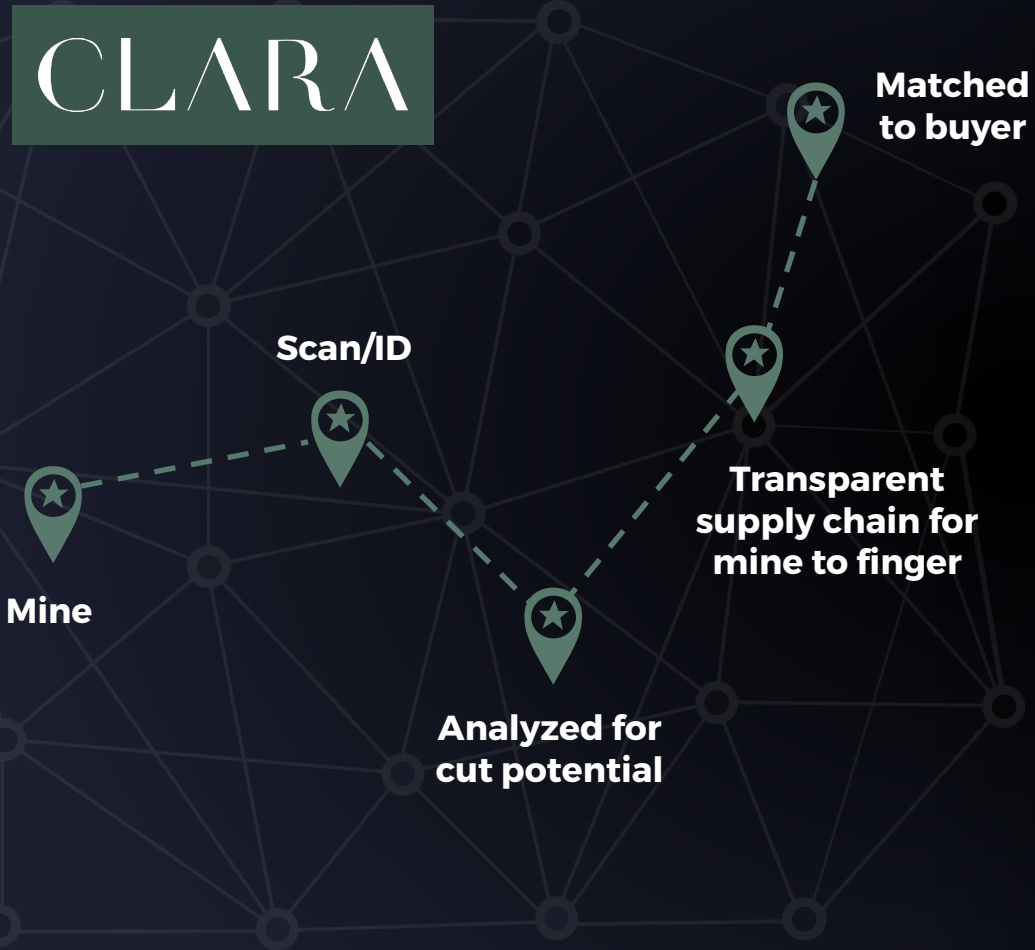 CLARA
Matched
to buyer
Scan/ID
Transparent
supply chain for
mine to finger
Mine
Analyzed for
cut potential